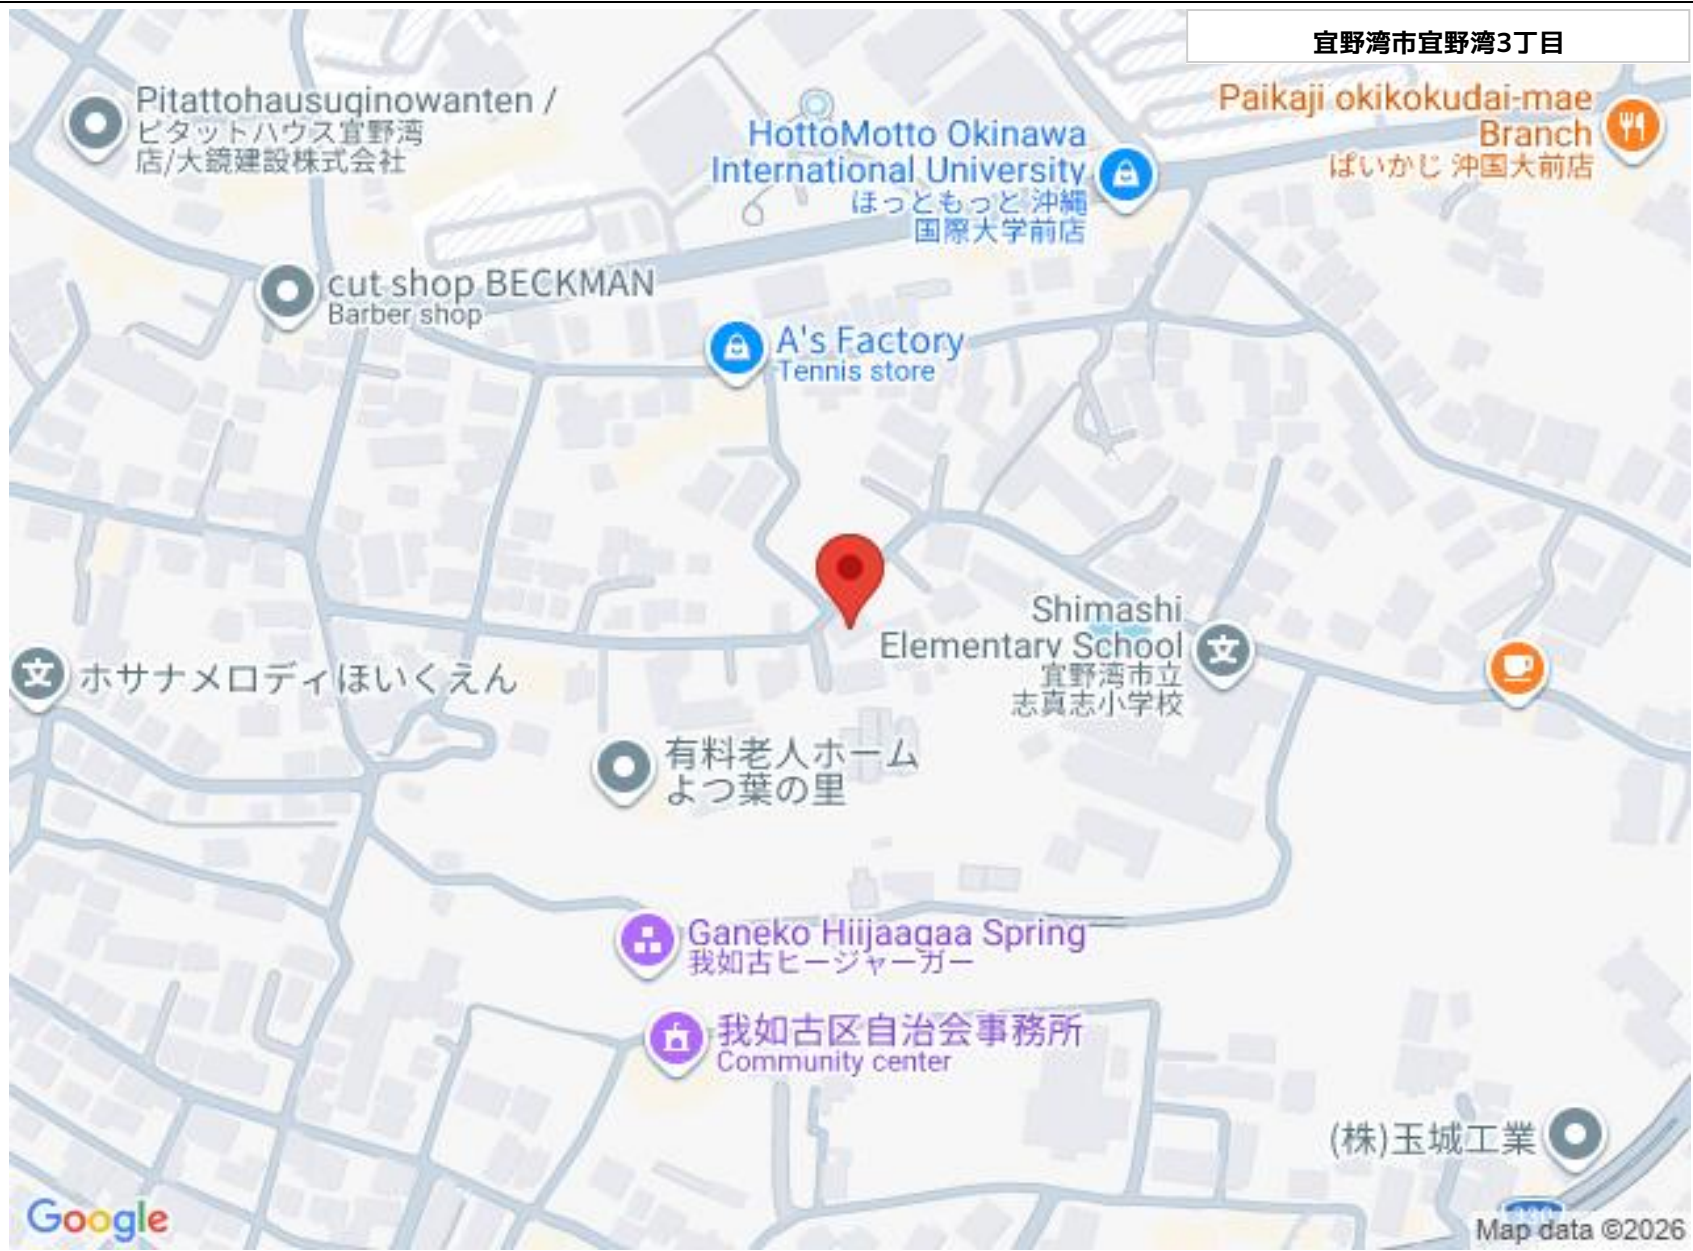 宜野湾市宜野湾3丁目
Pitattohausuginowanten /
ピタットハウス宜野湾
店/大鏡建設株式会社
Paikaji okikokudai-mae
Branch
ぱいかじ 沖国大前店
HottoMotto Okinawa
International University
ほっともっと 沖縄
国際大学前店
cut shop BECKMAN
Barber shop
A's Factory
Tennis store
Shimashi
Elementary School
宜野湾市立
志真志小学校
ホサナメロディほいくえん
有料老人ホーム
よつ葉の里
Ganeko Hiijaagaa Spring
我如古ヒージャーガー
我如古区自治会事務所
Community center
(株)玉城工業
330
Google
Map data ©2026